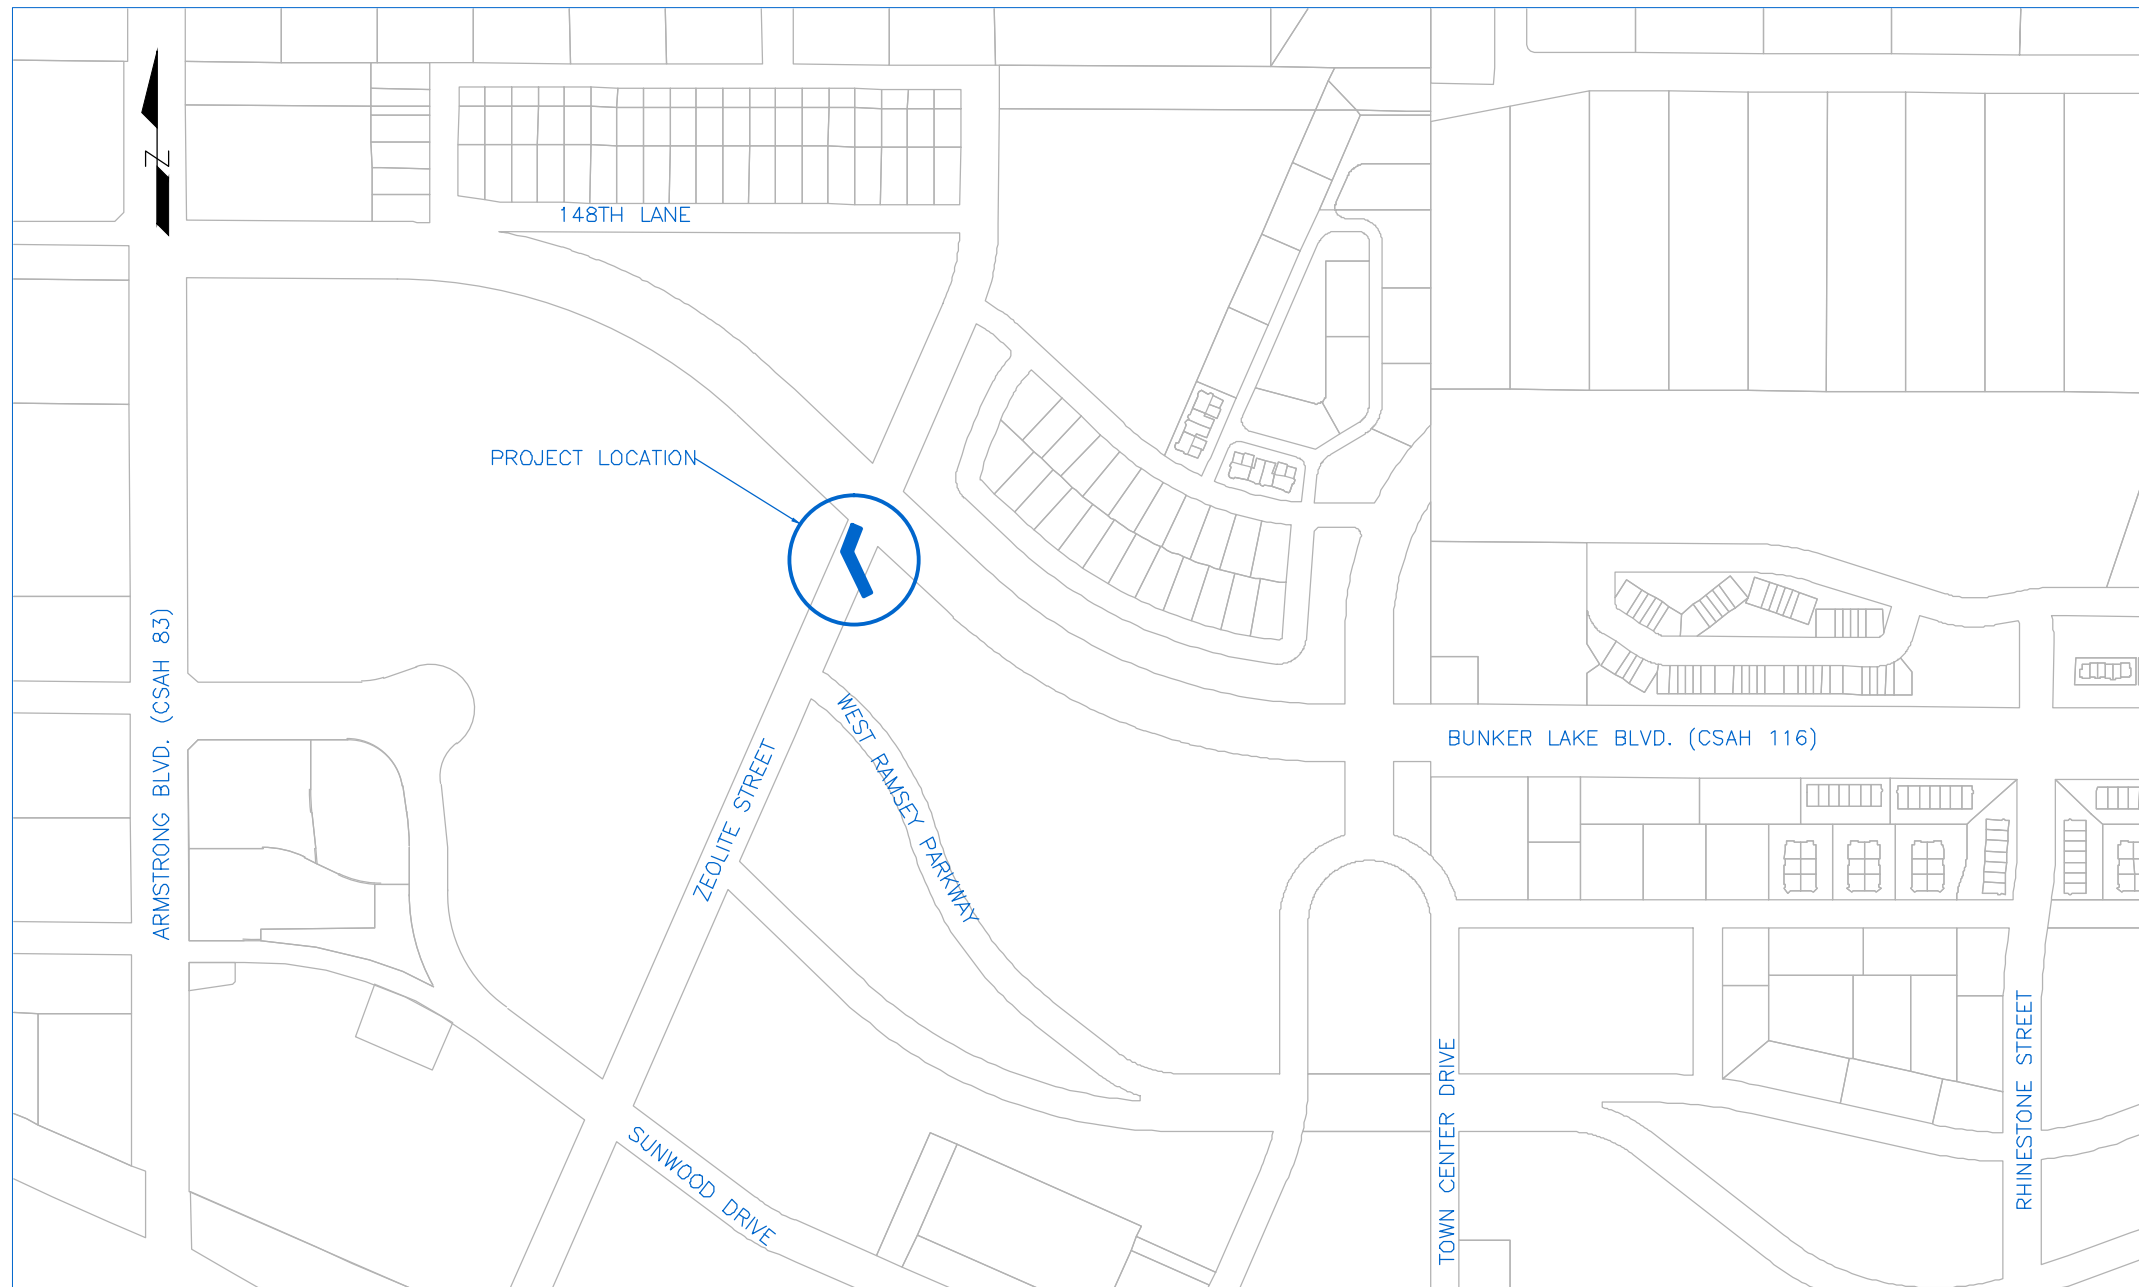 N
148TH LANE
PROJECT LOCATION
ARMSTRONG BLVD. (CSAH 83)
WEST RAMSEY PARKWAY
ZEOLITE STREET
BUNKER LAKE BLVD. (CSAH 116)
SUNWOOD DRIVE
TOWN CENTER DRIVE
RHINESTONE STREET